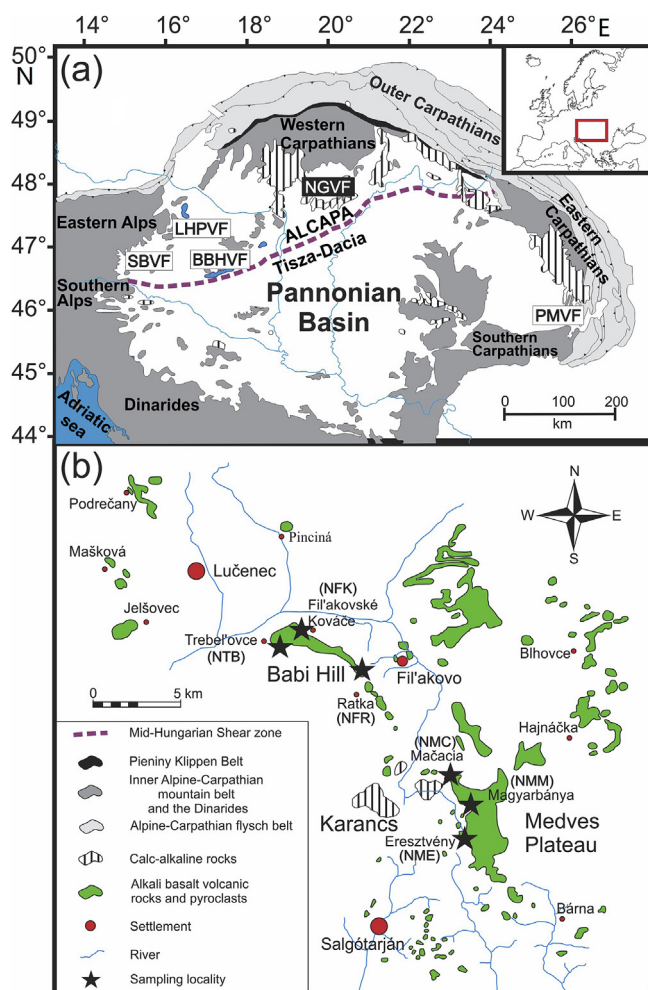 14° 16° 18° 20° 22° 24° 26° E
50°
N
49°
48°
47°
46°
45°
44°
(a)
Outer Carpathians
Western
Carpathians
NGVF
Eastern
Carpathians
ALCAPA
Tisza-Dacia
Eastern Alps
LHPVF
SBVF
BBHVF
Southern
Alps
Pannonian
Basin
PMVF
Southern
Carpathians
Adriatic
sea
Dinarides
0 100 200
km
(b)
N
W E
S
Podrečany
Pinciná
Mašková
Lučenec
(NFK)
Fil'akovské
Kováče
Jelšovec
Trebel'ovce
(NTB)
Babi Hill
Fil'akovo
Blhovce
0 5 km
Ratka
(NFR)
Hajnáčka
(NMC)
Mačacia
(NMM)
Magyarbánya
Karancs
Medves
Plateau
Eresztvény
(NME)
Bárna
Salgótarján
Mid-Hungarian Shear zone
Pieniny Klippen Belt
Inner Alpine-Carpathian
mountain belt
and the Dinarides
Alpine-Carpathian flysch belt
Calc-alkaline rocks
Alkali basalt volcanic
rocks and pyroclasts
Settlement
River
Sampling locality